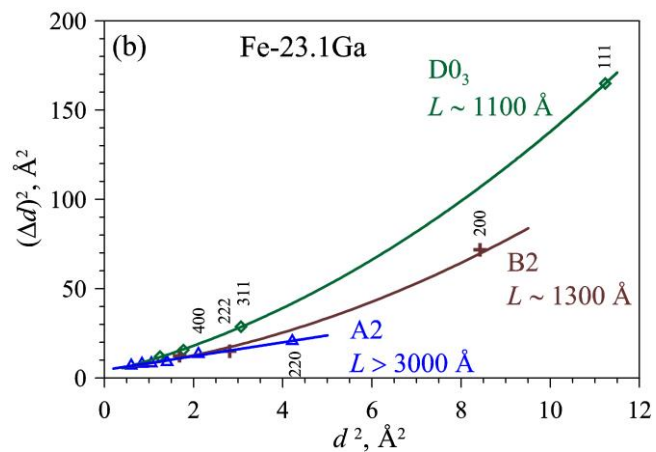 (b)
Fe-23.1Ga
D0₃
L ~ 1100 Å
111
200
B2
L ~ 1300 Å
400
222
311
A2
L > 3000 Å
220
200
150
100
50
0
(Δd)², Å²
0
2
4
6
8
10
12
d ², Å²